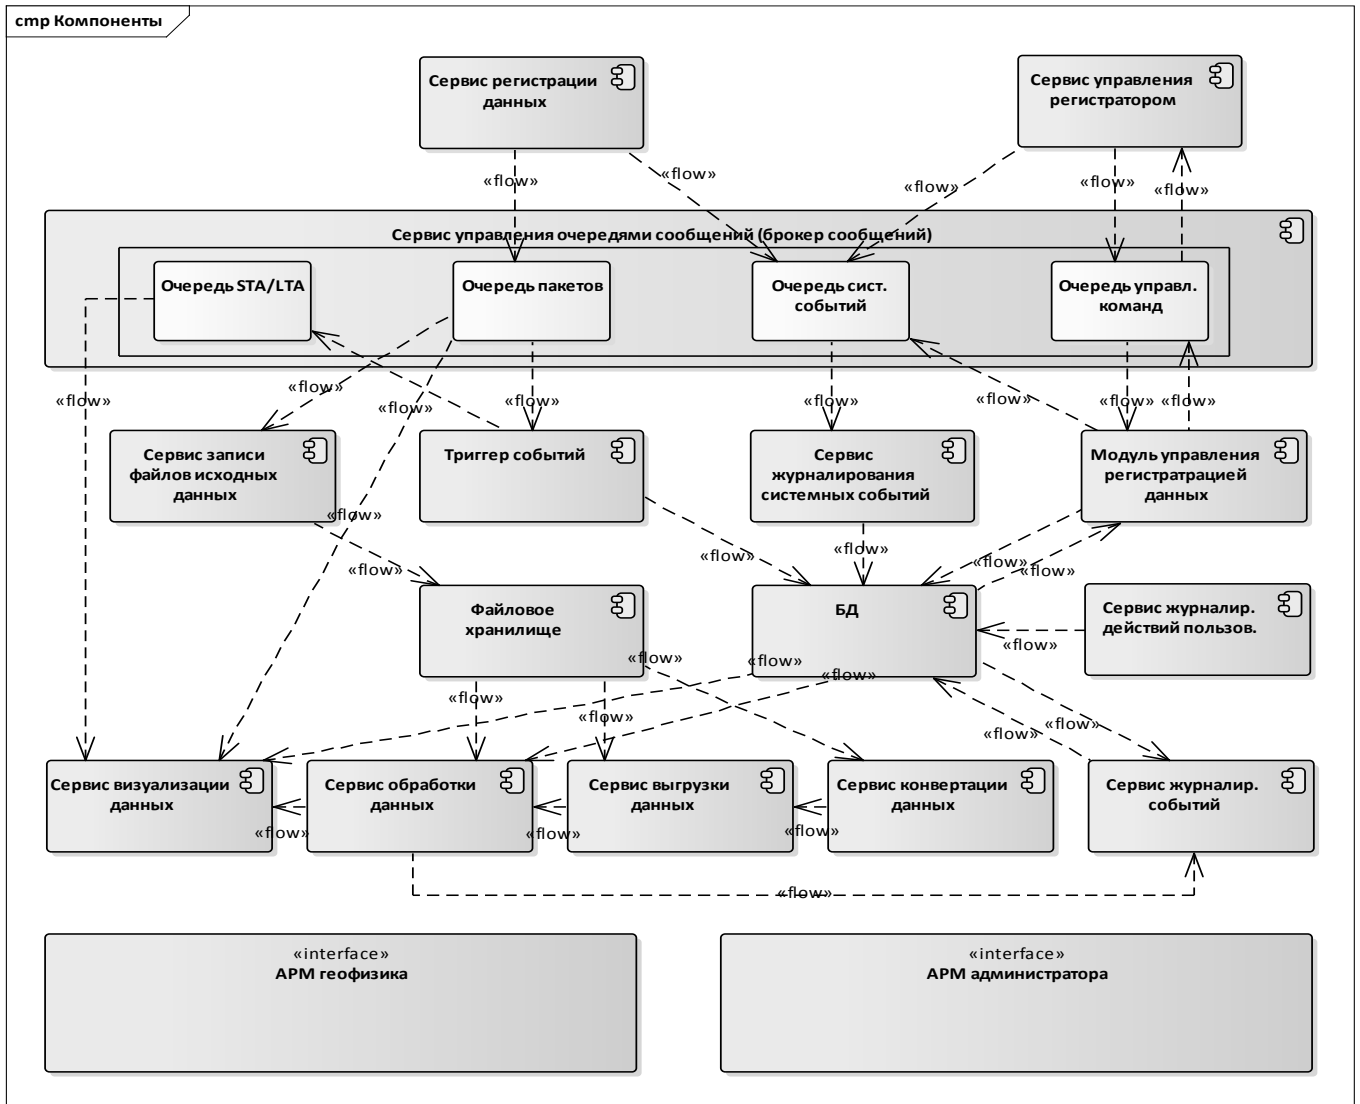 cmp Компоненты
Сервис регистрации
данных
Сервис управления
регистратором
«flow»
«flow»
«flow»
«flow»
«flow»
Сервис управления очередями сообщений (брокер сообщений)
Очередь STA/LTA
Очередь пакетов
Очередь сист.
событий
Очередь управл.
команд
«flow»
«flow»
«flow»
«flow»
«flow»
«flow»
«flow»
«flow»
Сервис записи
файлов исходных
данных
Триггер событий
Сервис
журналирования
системных событий
Модуль управления
регистратрацией
данных
«flow»
«flow»
«flow»
«flow»
«flow»
«flow»
Файловое
хранилище
БД
Сервис журналир.
действий пользов.
«flow»
«flow»
«flow»
«flow»
«flow»
«flow»
«flow»
«flow»
Сервис визуализации
данных
Сервис обработки
данных
Сервис выгрузки
данных
Сервис конвертации
данных
Сервис журналир.
событий
«flow»
«flow»
«flow»
«flow»
«interface»
АРМ геофизика
«interface»
АРМ администратора